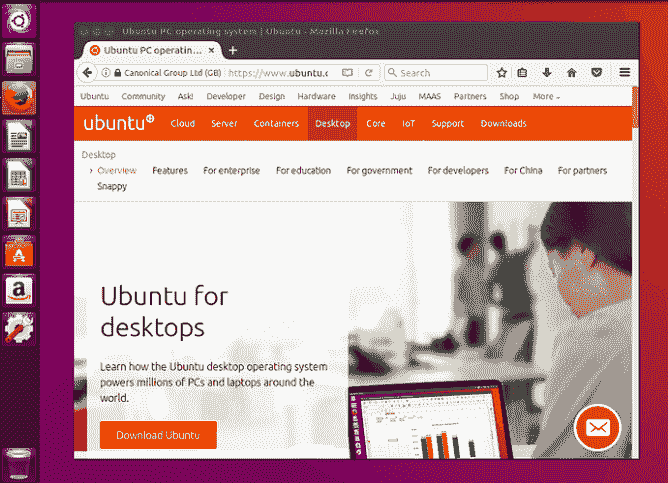 Ubuntu PC operating system | Ubuntu - Mozilla Firefox
Ubuntu PC operatin... × +
Canonical Group Ltd (GB) https://www.ubuntu.c Search
Ubuntu Community Ask! Developer Design Hardware Insights Juju MAAS Partners Shop More
ubuntu Cloud Server Containers Desktop Core IoT Support Downloads
Desktop
› Overview Features For enterprise For education For government For developers For China For partners
Snappy
Ubuntu for
desktops
Learn how the Ubuntu desktop operating system
powers millions of PCs and laptops around the
world.
Download Ubuntu